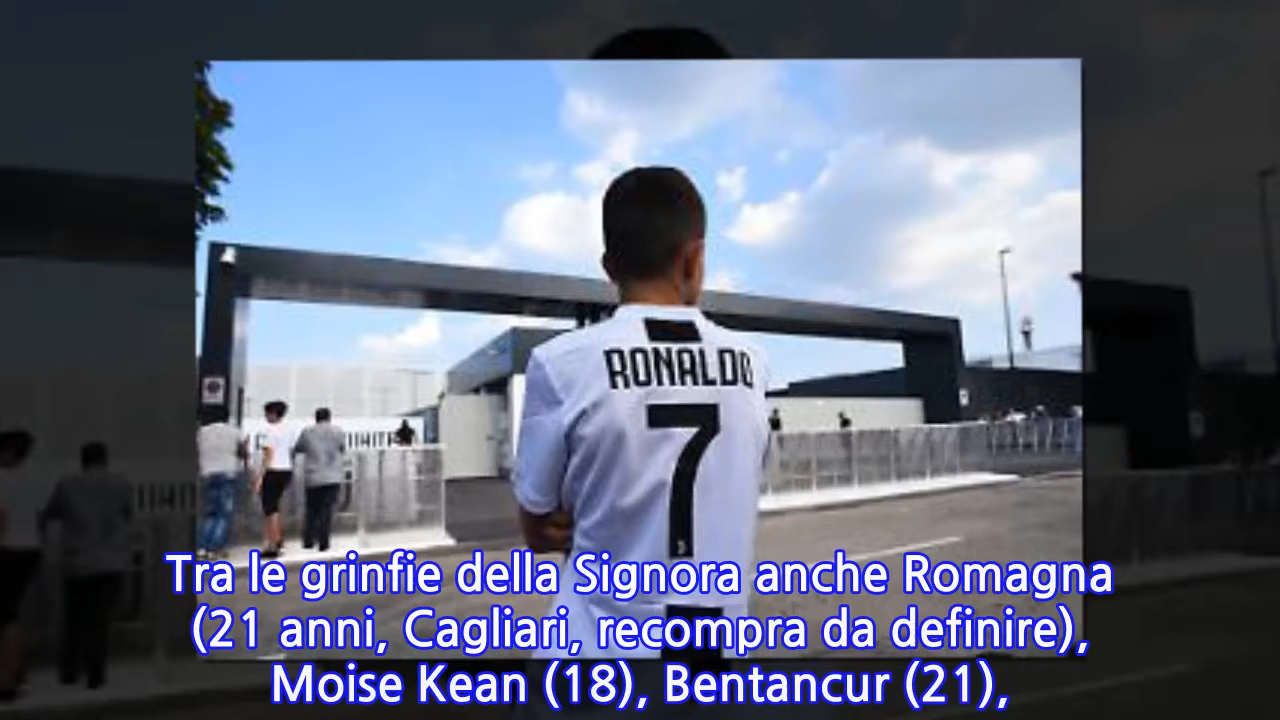 RONALDO
7
Tra le grinfie della Signora anche Romagna
(21 anni, Cagliari, recompra da definire),
Moise Kean (18), Bentancur (21),